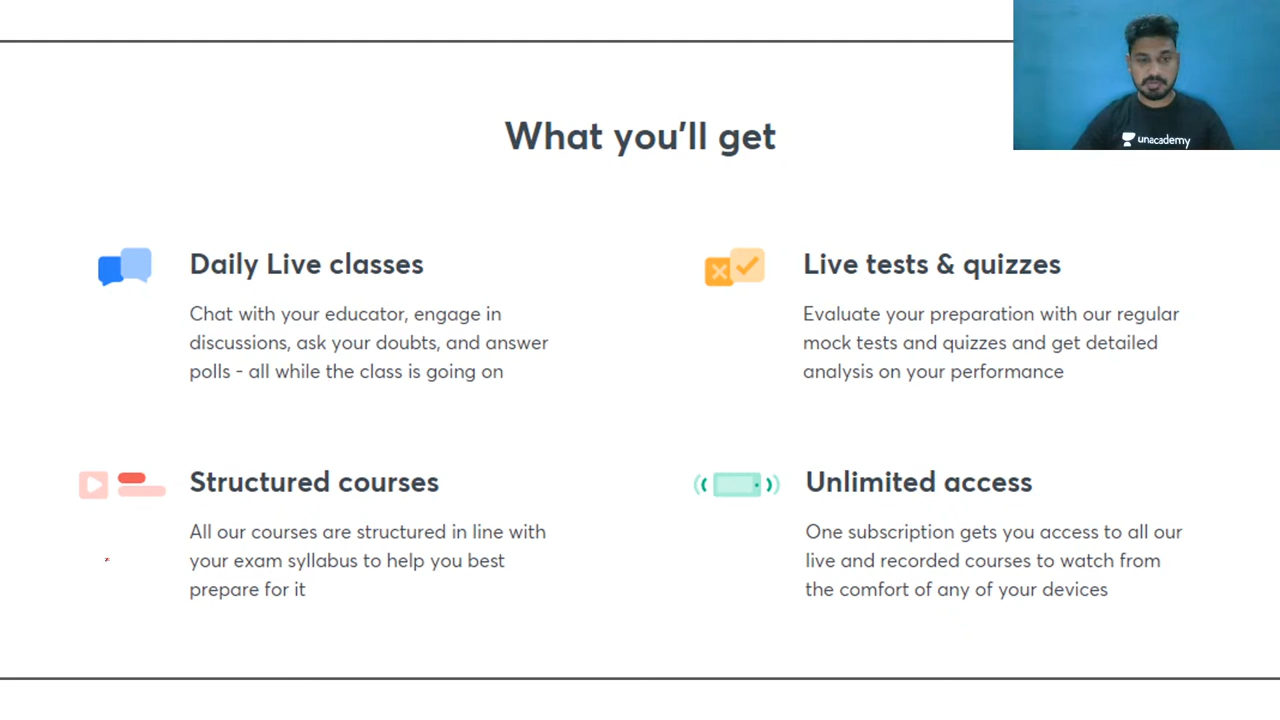 What you'll get
unacademy
Daily Live classes
Chat with your educator, engage in
discussions, ask your doubts, and answer
polls - all while the class is going on
Live tests & quizzes
Evaluate your preparation with our regular
mock tests and quizzes and get detailed
analysis on your performance
Structured courses
All our courses are structured in line with
your exam syllabus to help you best
prepare for it
Unlimited access
One subscription gets you access to all our
live and recorded courses to watch from
the comfort of any of your devices